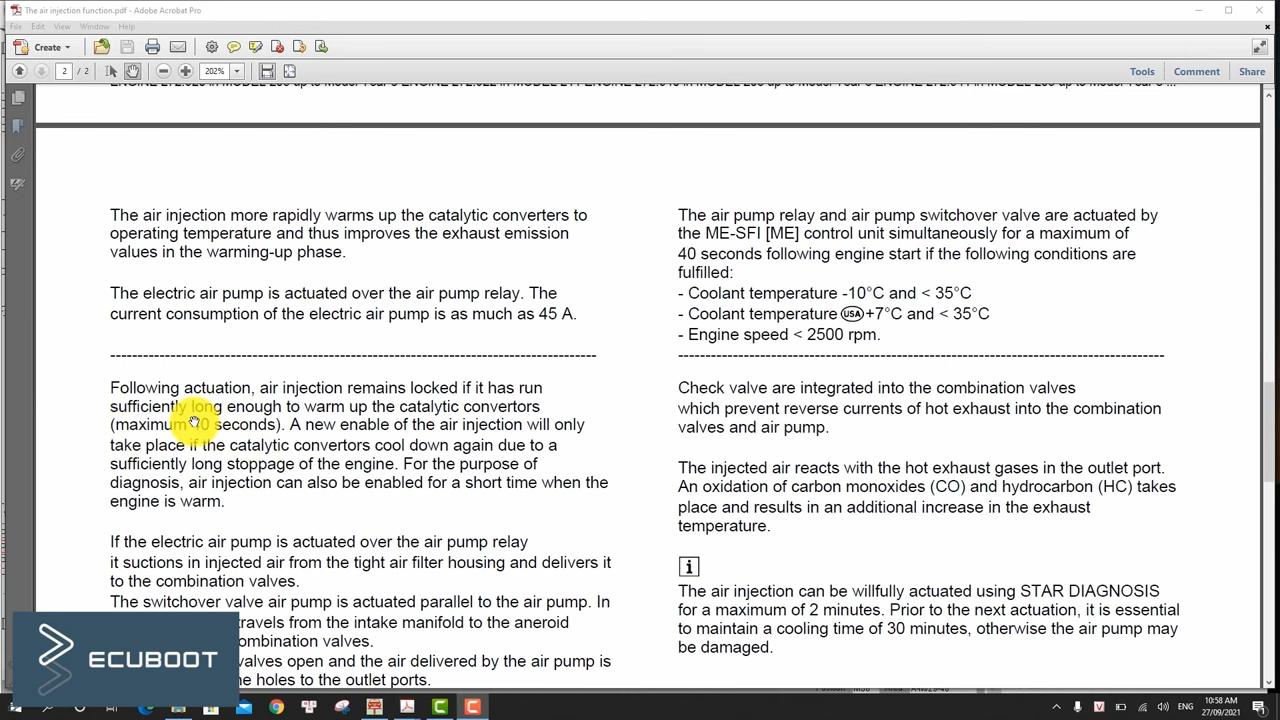 The air injection function.pdf - Adobe Acrobat Pro
File Edit View Window Help
Create
2 / 2
202%
Tools Comment Share
The air injection more rapidly warms up the catalytic converters to
operating temperature and thus improves the exhaust emission
values in the warming-up phase.
The electric air pump is actuated over the air pump relay. The
current consumption of the electric air pump is as much as 45 A.
--------------------------------------------------------------------------
Following actuation, air injection remains locked if it has run
sufficiently long enough to warm up the catalytic convertors
(maximum seconds). A new enable of the air injection will only
take place if the catalytic convertors cool down again due to a
sufficiently long stoppage of the engine. For the purpose of
diagnosis, air injection can also be enabled for a short time when the
engine is warm.
If the electric air pump is actuated over the air pump relay
it suctions in injected air from the tight air filter housing and delivers it
to the combination valves.
The switchover valve air pump is actuated parallel to the air pump. In
travels from the intake manifold to the aneroid
ombination valves.
valves open and the air delivered by the air pump is
he holes to the outlet ports.
The air pump relay and air pump switchover valve are actuated by
the ME-SFI [ME] control unit simultaneously for a maximum of
40 seconds following engine start if the following conditions are
fulfilled:
- Coolant temperature -10°C and < 35°C
- Coolant temperature USA +7°C and < 35°C
- Engine speed < 2500 rpm.
--------------------------------------------------------------------------
Check valve are integrated into the combination valves
which prevent reverse currents of hot exhaust into the combination
valves and air pump.
The injected air reacts with the hot exhaust gases in the outlet port.
An oxidation of carbon monoxides (CO) and hydrocarbon (HC) takes
place and results in an additional increase in the exhaust
temperature.
i
The air injection can be willfully actuated using STAR DIAGNOSIS
for a maximum of 2 minutes. Prior to the next actuation, it is essential
to maintain a cooling time of 30 minutes, otherwise the air pump may
be damaged.
ECUBOOT
ENG
10:58 AM
27/09/2021